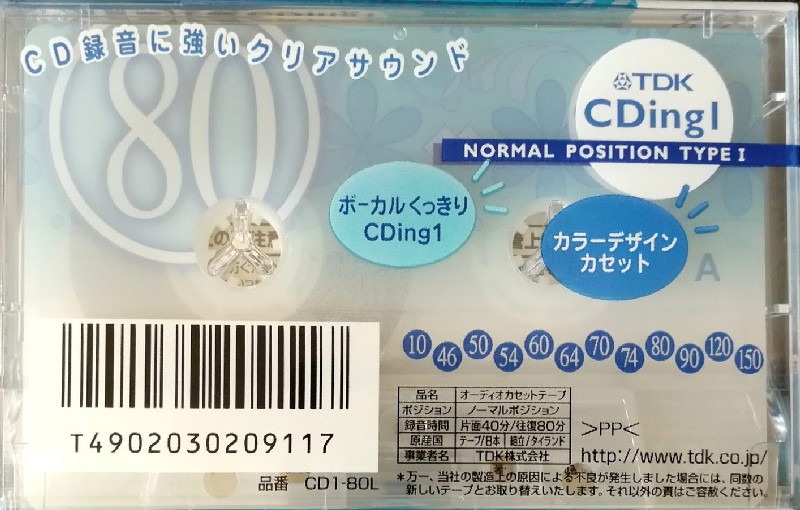 CD録音に強いクリアサウンド
80
TDK
CDing1
NORMAL POSITION TYPE I
ボーカルくっきり
CDing1
カラーデザイン
カセット
A
10 46 50 54 60 64 70 74 80 90 120 150
T4902030209117
品番 CD1-80L
品名 オーディオカセットテープ
ポジション ノーマルポジション
録音時間 片面40分/往復80分
原産国 テープ/日本 組立/タイランド
事業者名 TDK株式会社
>PP<
http://www.tdk.co.jp/
*万一、当社の製造上の原因による不良が発生しました場合には、同数の
新しいテープとお取り替えいたします。それ以外の責はご容赦ください。